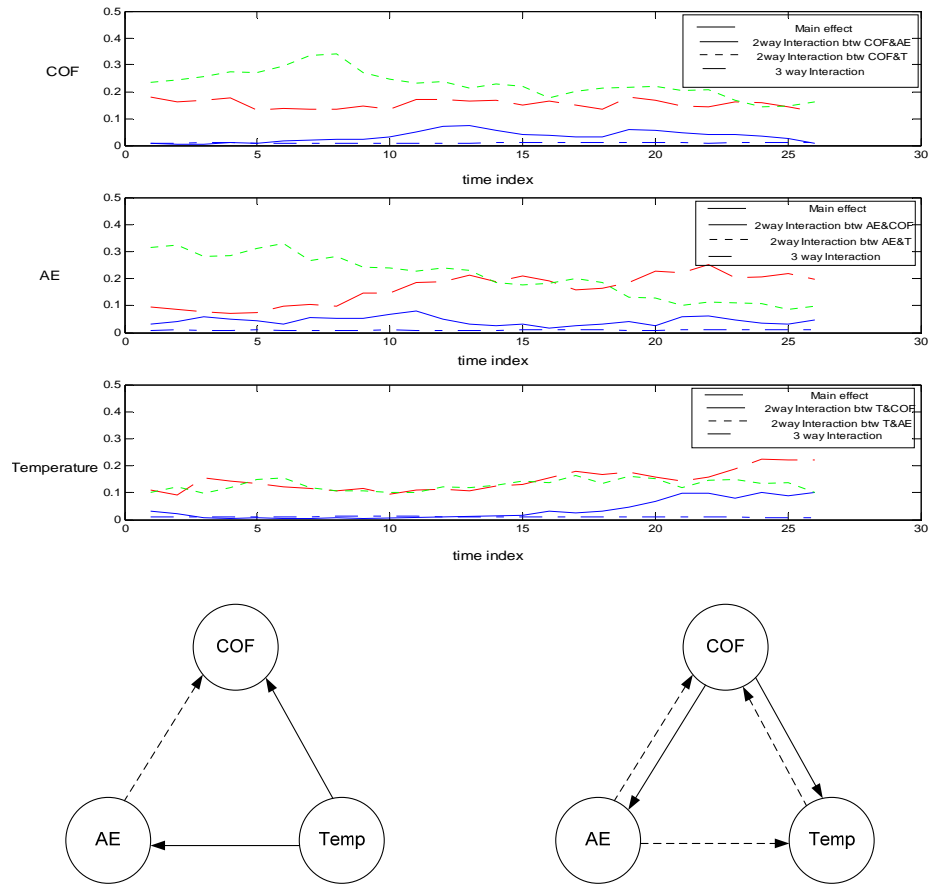 0.5
0.4
0.3
0.2
0.1
0
COF
Main effect
2way Interaction btw COF&AE
2way Interaction btw COF&T
3 way Interaction
0 5 10 15 20 25 30
time index
0.5
0.4
0.3
0.2
0.1
0
AE
Main effect
2way Interaction btw AE&COF
2way Interaction btw AE&T
3 way Interaction
0 5 10 15 20 25 30
time index
0.5
0.4
0.3
0.2
0.1
0
Temperature
Main effect
2way Interaction btw T&COF
2way Interaction btw T&AE
3 way Interaction
0 5 10 15 20 25 30
time index
COF
AE
Temp
COF
AE
Temp